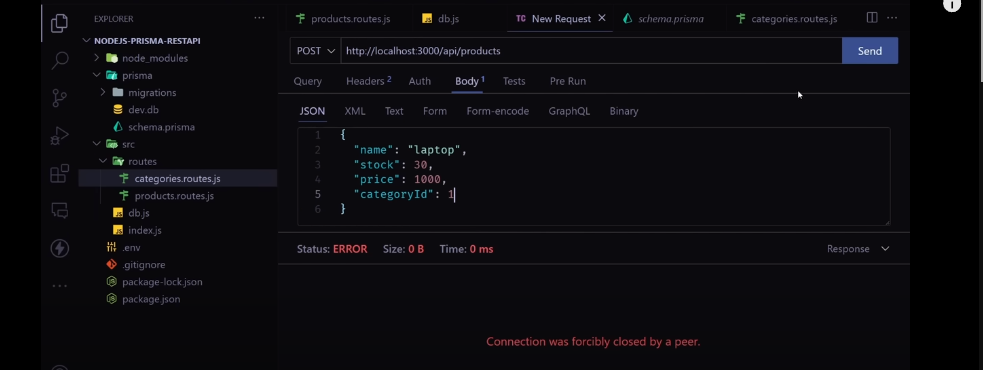 EXPLORER
NODEJS-PRISMA-RESTAPI
node_modules
prisma
migrations
dev.db
schema.prisma
src
routes
categories.routes.js
products.routes.js
db.js
index.js
.env
.gitignore
package-lock.json
package.json
products.routes.js db.js TC New Request schema.prisma categories.routes.js
POST http://localhost:3000/api/products Send
Query Headers 2 Auth Body 1 Tests Pre Run
JSON XML Text Form Form-encode GraphQL Binary
1 {
2 "name": "laptop",
3 "stock": 30,
4 "price": 1000,
5 "categoryId": 1
6 }
Status: ERROR Size: 0 B Time: 0 ms Response
Connection was forcibly closed by a peer.